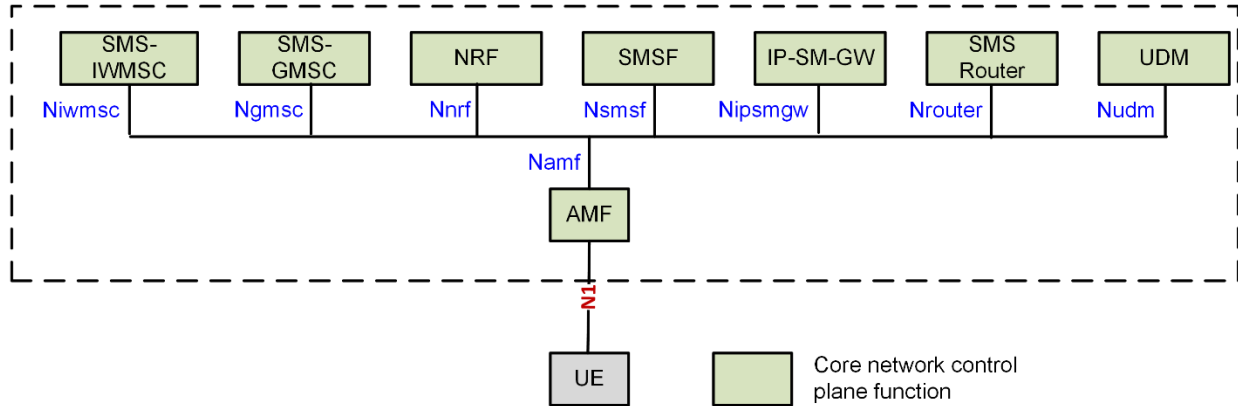 SMS-
IWMSC
SMS-
GMSC
NRF
SMSF
IP-SM-GW
SMS
Router
UDM
Niwmsc
Ngmsc
Nnrf
Nsmsf
Nipsmgw
Nrouter
Nudm
Namf
AMF
N1
UE
Core network control
plane function